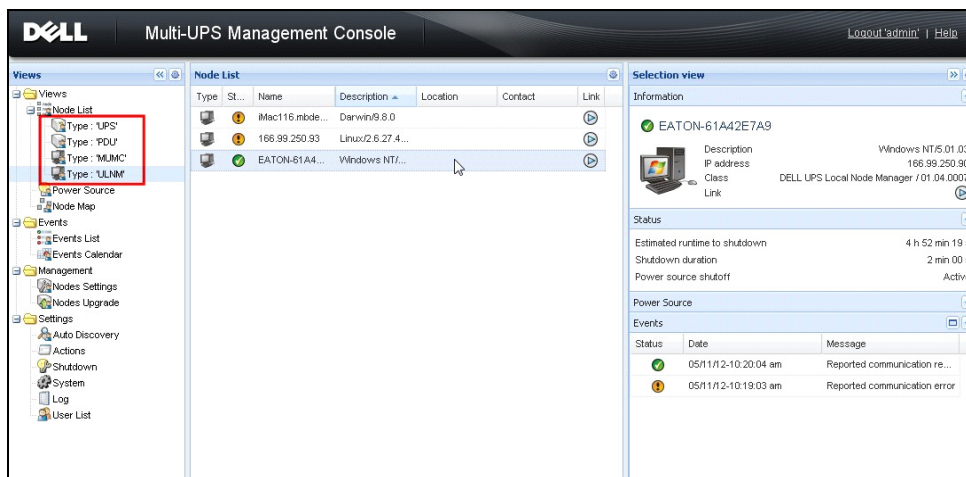 DELL Multi-UPS Management Console Logout 'admin' | Help
Views
Views
Node List
Type : 'UPS'
Type : 'PDU'
Type : 'MUMC'
Type : 'ULNM'
Power Source
Node Map
Events
Events List
Events Calendar
Management
Nodes Settings
Nodes Upgrade
Settings
Auto Discovery
Actions
Shutdown
System
Log
User List
Node List
Type St... Name Description Location Contact Link
iMac116.mbde... Darwin/9.8.0
166.99.250.93 Linux/2.6.27.4...
EATON-61A4... Windows NT/...
Selection view
Information
EATON-61A42E7A9
Description Windows NT/5.01.03
IP address 166.99.250.90
Class DELL UPS Local Node Manager / 01.04.0007
Link
Status
Estimated runtime to shutdown 4 h 52 min 19
Shutdown duration 2 min 00
Power source shutoff Activ
Power Source
Events
Status Date Message
05/11/12-10:20:04 am Reported communication re...
05/11/12-10:19:03 am Reported communication error